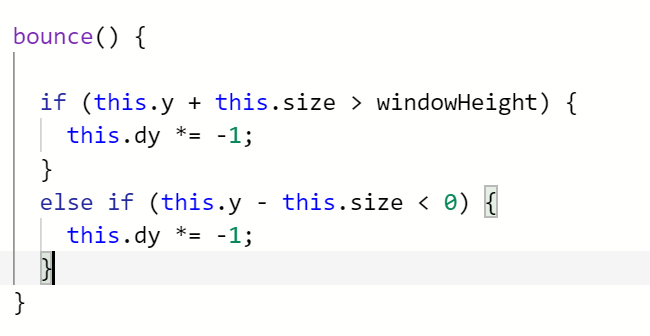 bounce() {
if (this.y + this.size > windowHeight) {
this.dy *= -1;
}
else if (this.y - this.size < 0) {
this.dy *= -1;
}
}